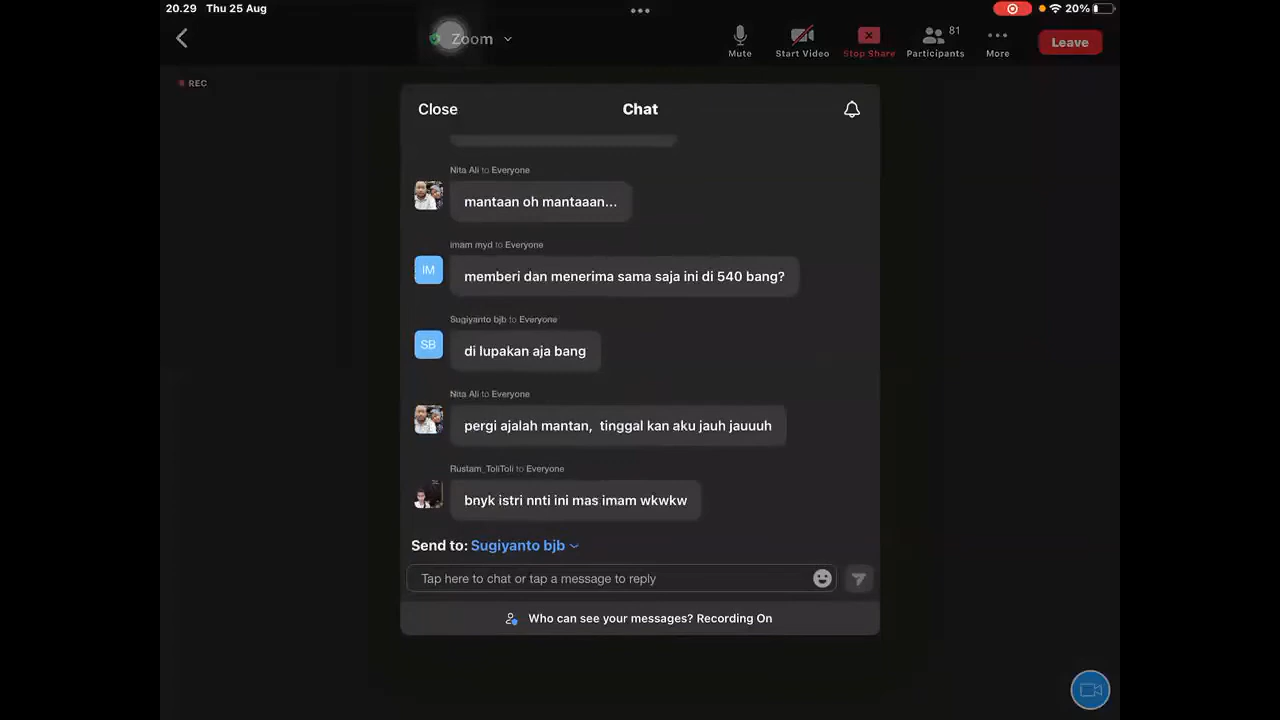 20.29 Thu 25 Aug
20%
Zoom
Mute
Start Video
Stop Share
Participants
81
More
Leave
REC
Close
Chat
Nita Ali to Everyone
mantaan oh mantaaan...
imam myd to Everyone
IM
memberi dan menerima sama saja ini di 540 bang?
Sugiyanto bjb to Everyone
SB
di lupakan aja bang
Nita Ali to Everyone
pergi ajalah mantan, tinggal kan aku jauh jauuuh
Rustam_ToliToli to Everyone
bnyk istri nnti ini mas imam wkwkw
Send to: Sugiyanto bjb
Tap here to chat or tap a message to reply
Who can see your messages? Recording On